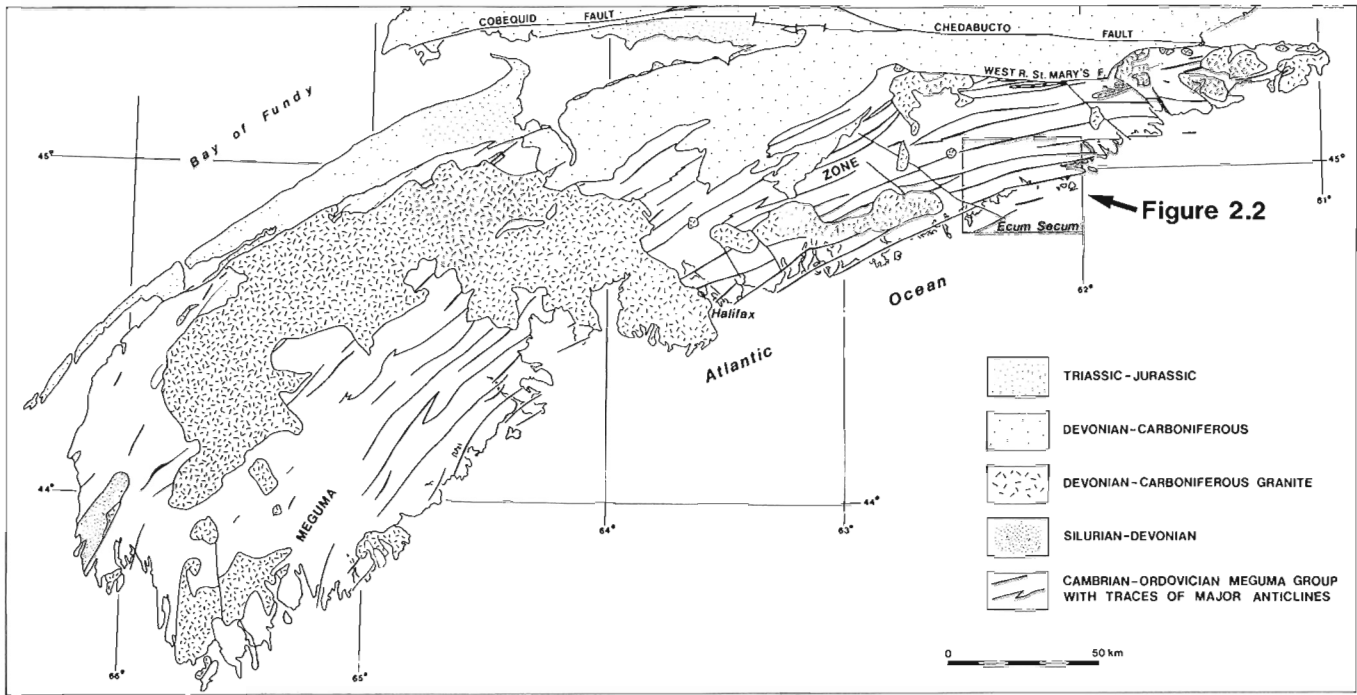 COBEQUID FAULT
CHEDABUCTO FAULT
WEST R. St. MARY'S F.
Bay of Fundy
45°
45°
61°
ZONE
Figure 2.2
Ecum Secum
62°
Ocean
Halifax
Atlantic
TRIASSIC-JURASSIC
DEVONIAN-CARBONIFEROUS
44°
DEVONIAN-CARBONIFEROUS GRANITE
44°
MEGUMA
64°
63°
SILURIAN-DEVONIAN
CAMBRIAN-ORDOVICIAN MEGUMA GROUP
WITH TRACES OF MAJOR ANTICLINES
0 50 km
66°
65°